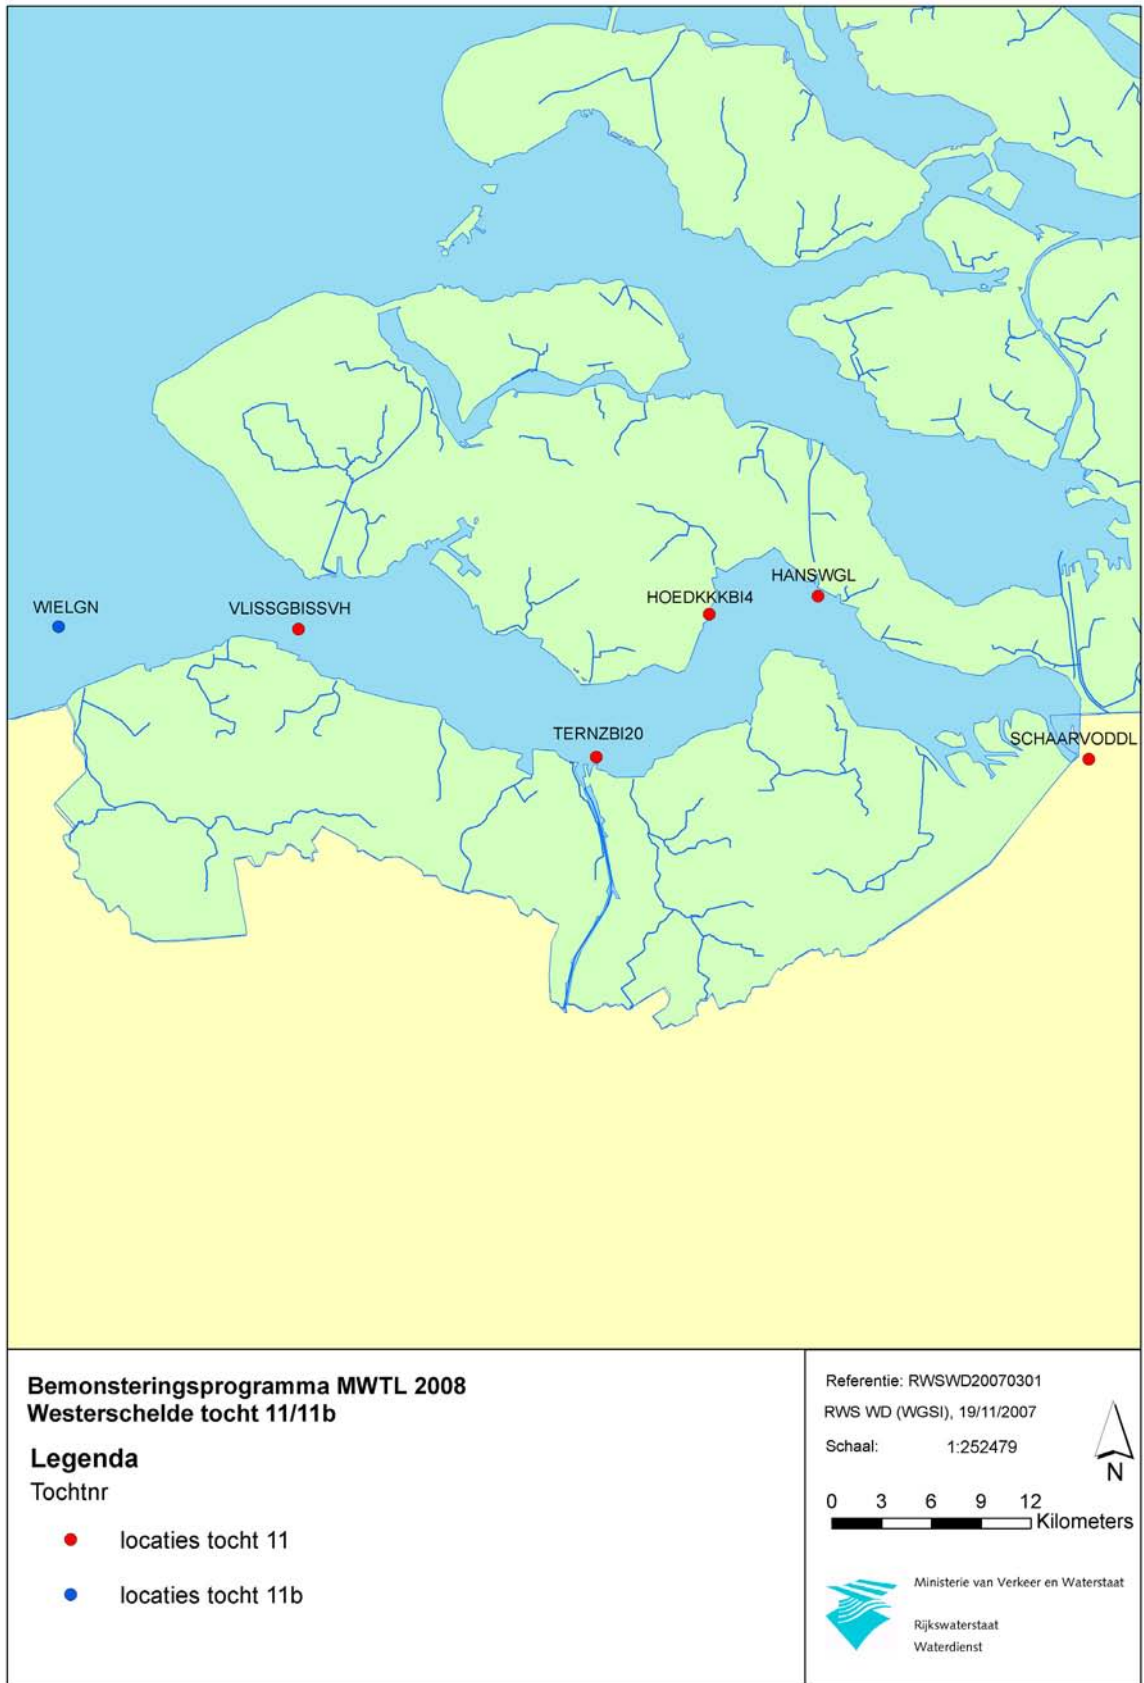 HANSWGL
HOEDKKKBI4
WIELGN
VLISSGBISSVH
TERNZBI20
SCHAARVODDL
Bemonsteringsprogramma MWTL 2008
Westerschelde tocht 11/11b
Legenda
Tochtnr
locaties tocht 11
locaties tocht 11b
Referentie: RWSWD20070301
RWS WD (WGSI), 19/11/2007
Schaal: 1:252479
N
0 3 6 9 12
Kilometers
Ministerie van Verkeer en Waterstaat
Rijkswaterstaat
Waterdienst